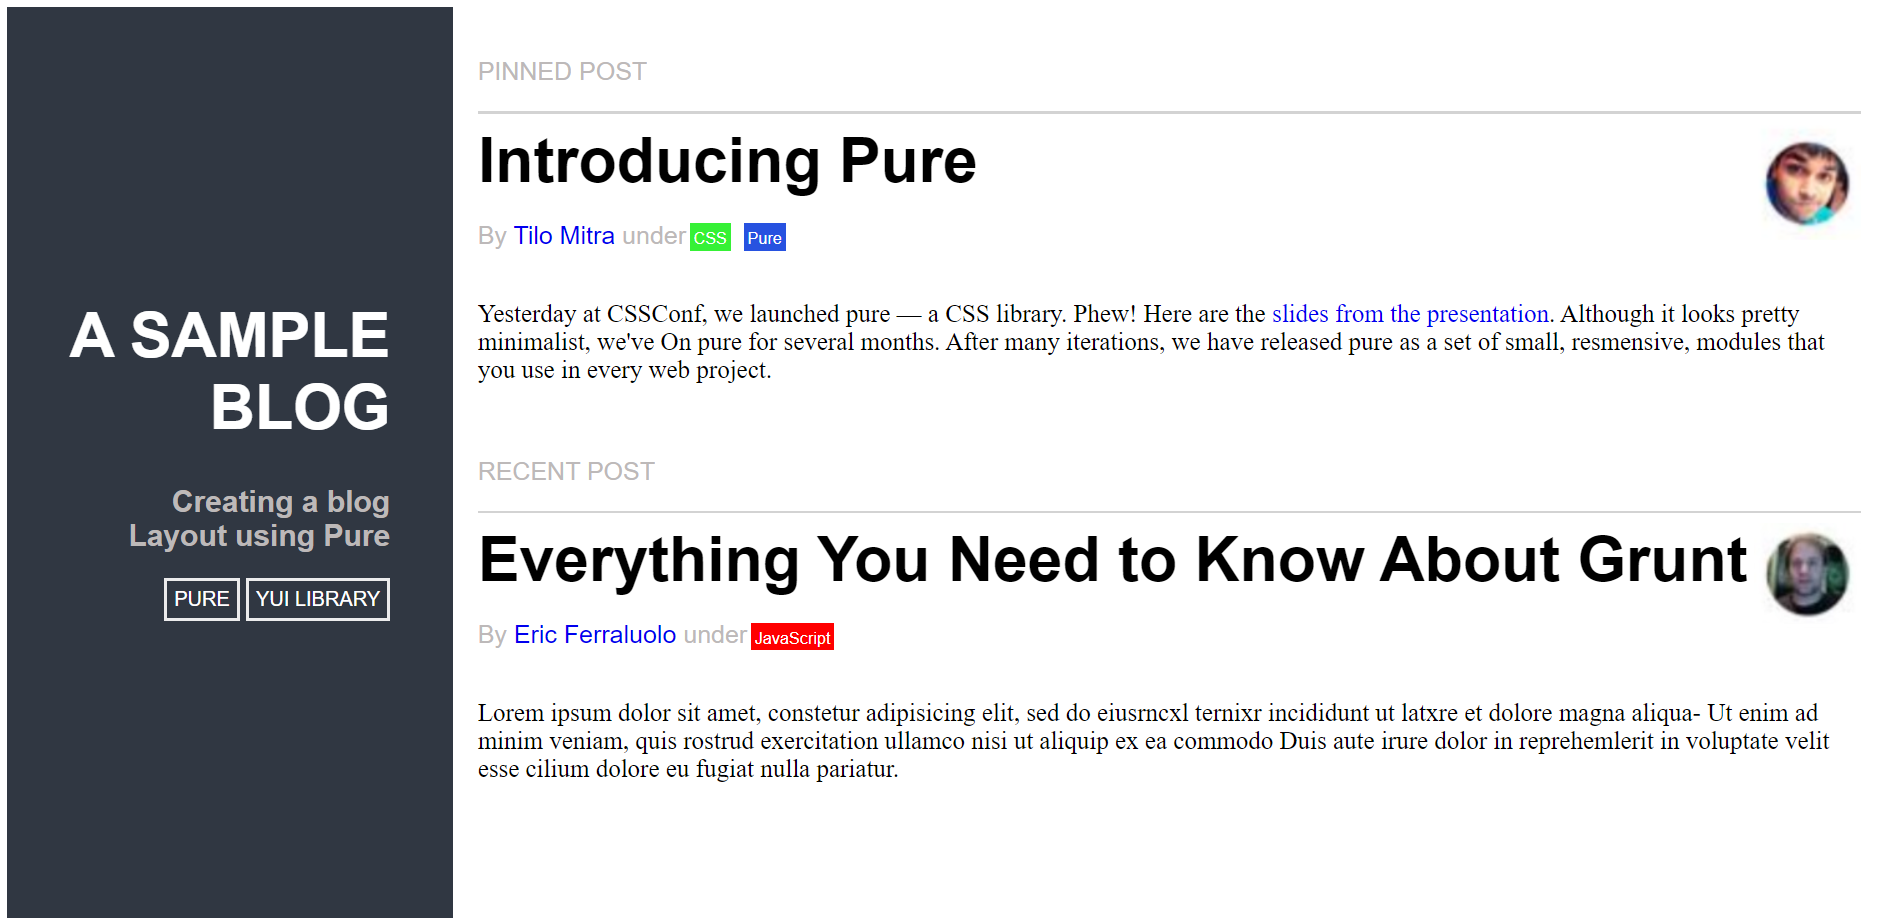 A SAMPLE
BLOG
Creating a blog
Layout using Pure
PURE YUI LIBRARY
PINNED POST
Introducing Pure
By Tilo Mitra under CSS Pure
Yesterday at CSSConf, we launched pure — a CSS library. Phew! Here are the slides from the presentation. Although it looks pretty
minimalist, we've On pure for several months. After many iterations, we have released pure as a set of small, resmensive, modules that
you use in every web project.
RECENT POST
Everything You Need to Know About Grunt
By Eric Ferraluolo under JavaScript
Lorem ipsum dolor sit amet, constetur adipisicing elit, sed do eiusrncxl ternixr incididunt ut latxre et dolore magna aliqua- Ut enim ad
minim veniam, quis rostrud exercitation ullamco nisi ut aliquip ex ea commodo Duis aute irure dolor in reprehemlerit in voluptate velit
esse cilium dolore eu fugiat nulla pariatur.